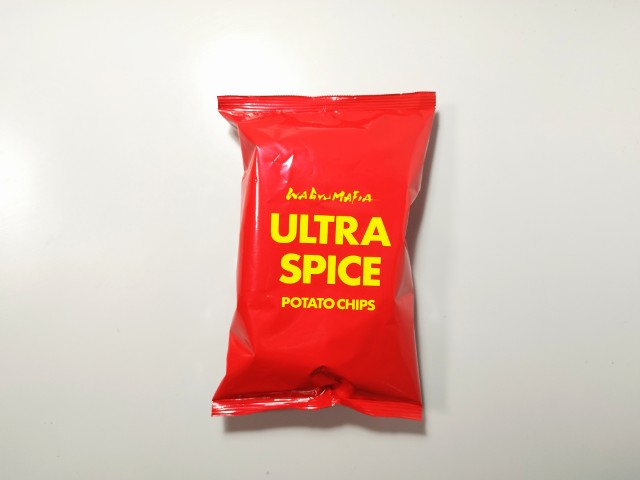 WAGYUMAFIA
ULTRA
SPICE
POTATO CHIPS